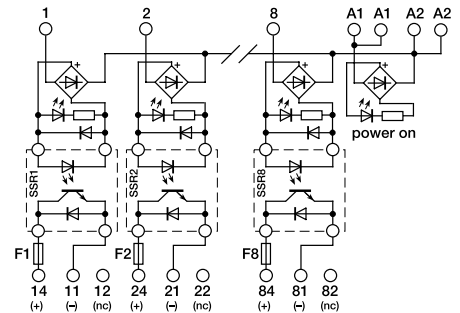 1 2 8 A1 A1 A2 A2
+ + + +
power on
SSR1 SSR2 SSR8
F1 F2 F8
14 11 12 24 21 22 84 81 82
(+) (–) (nc) (+) (–) (nc) (+) (–) (nc)